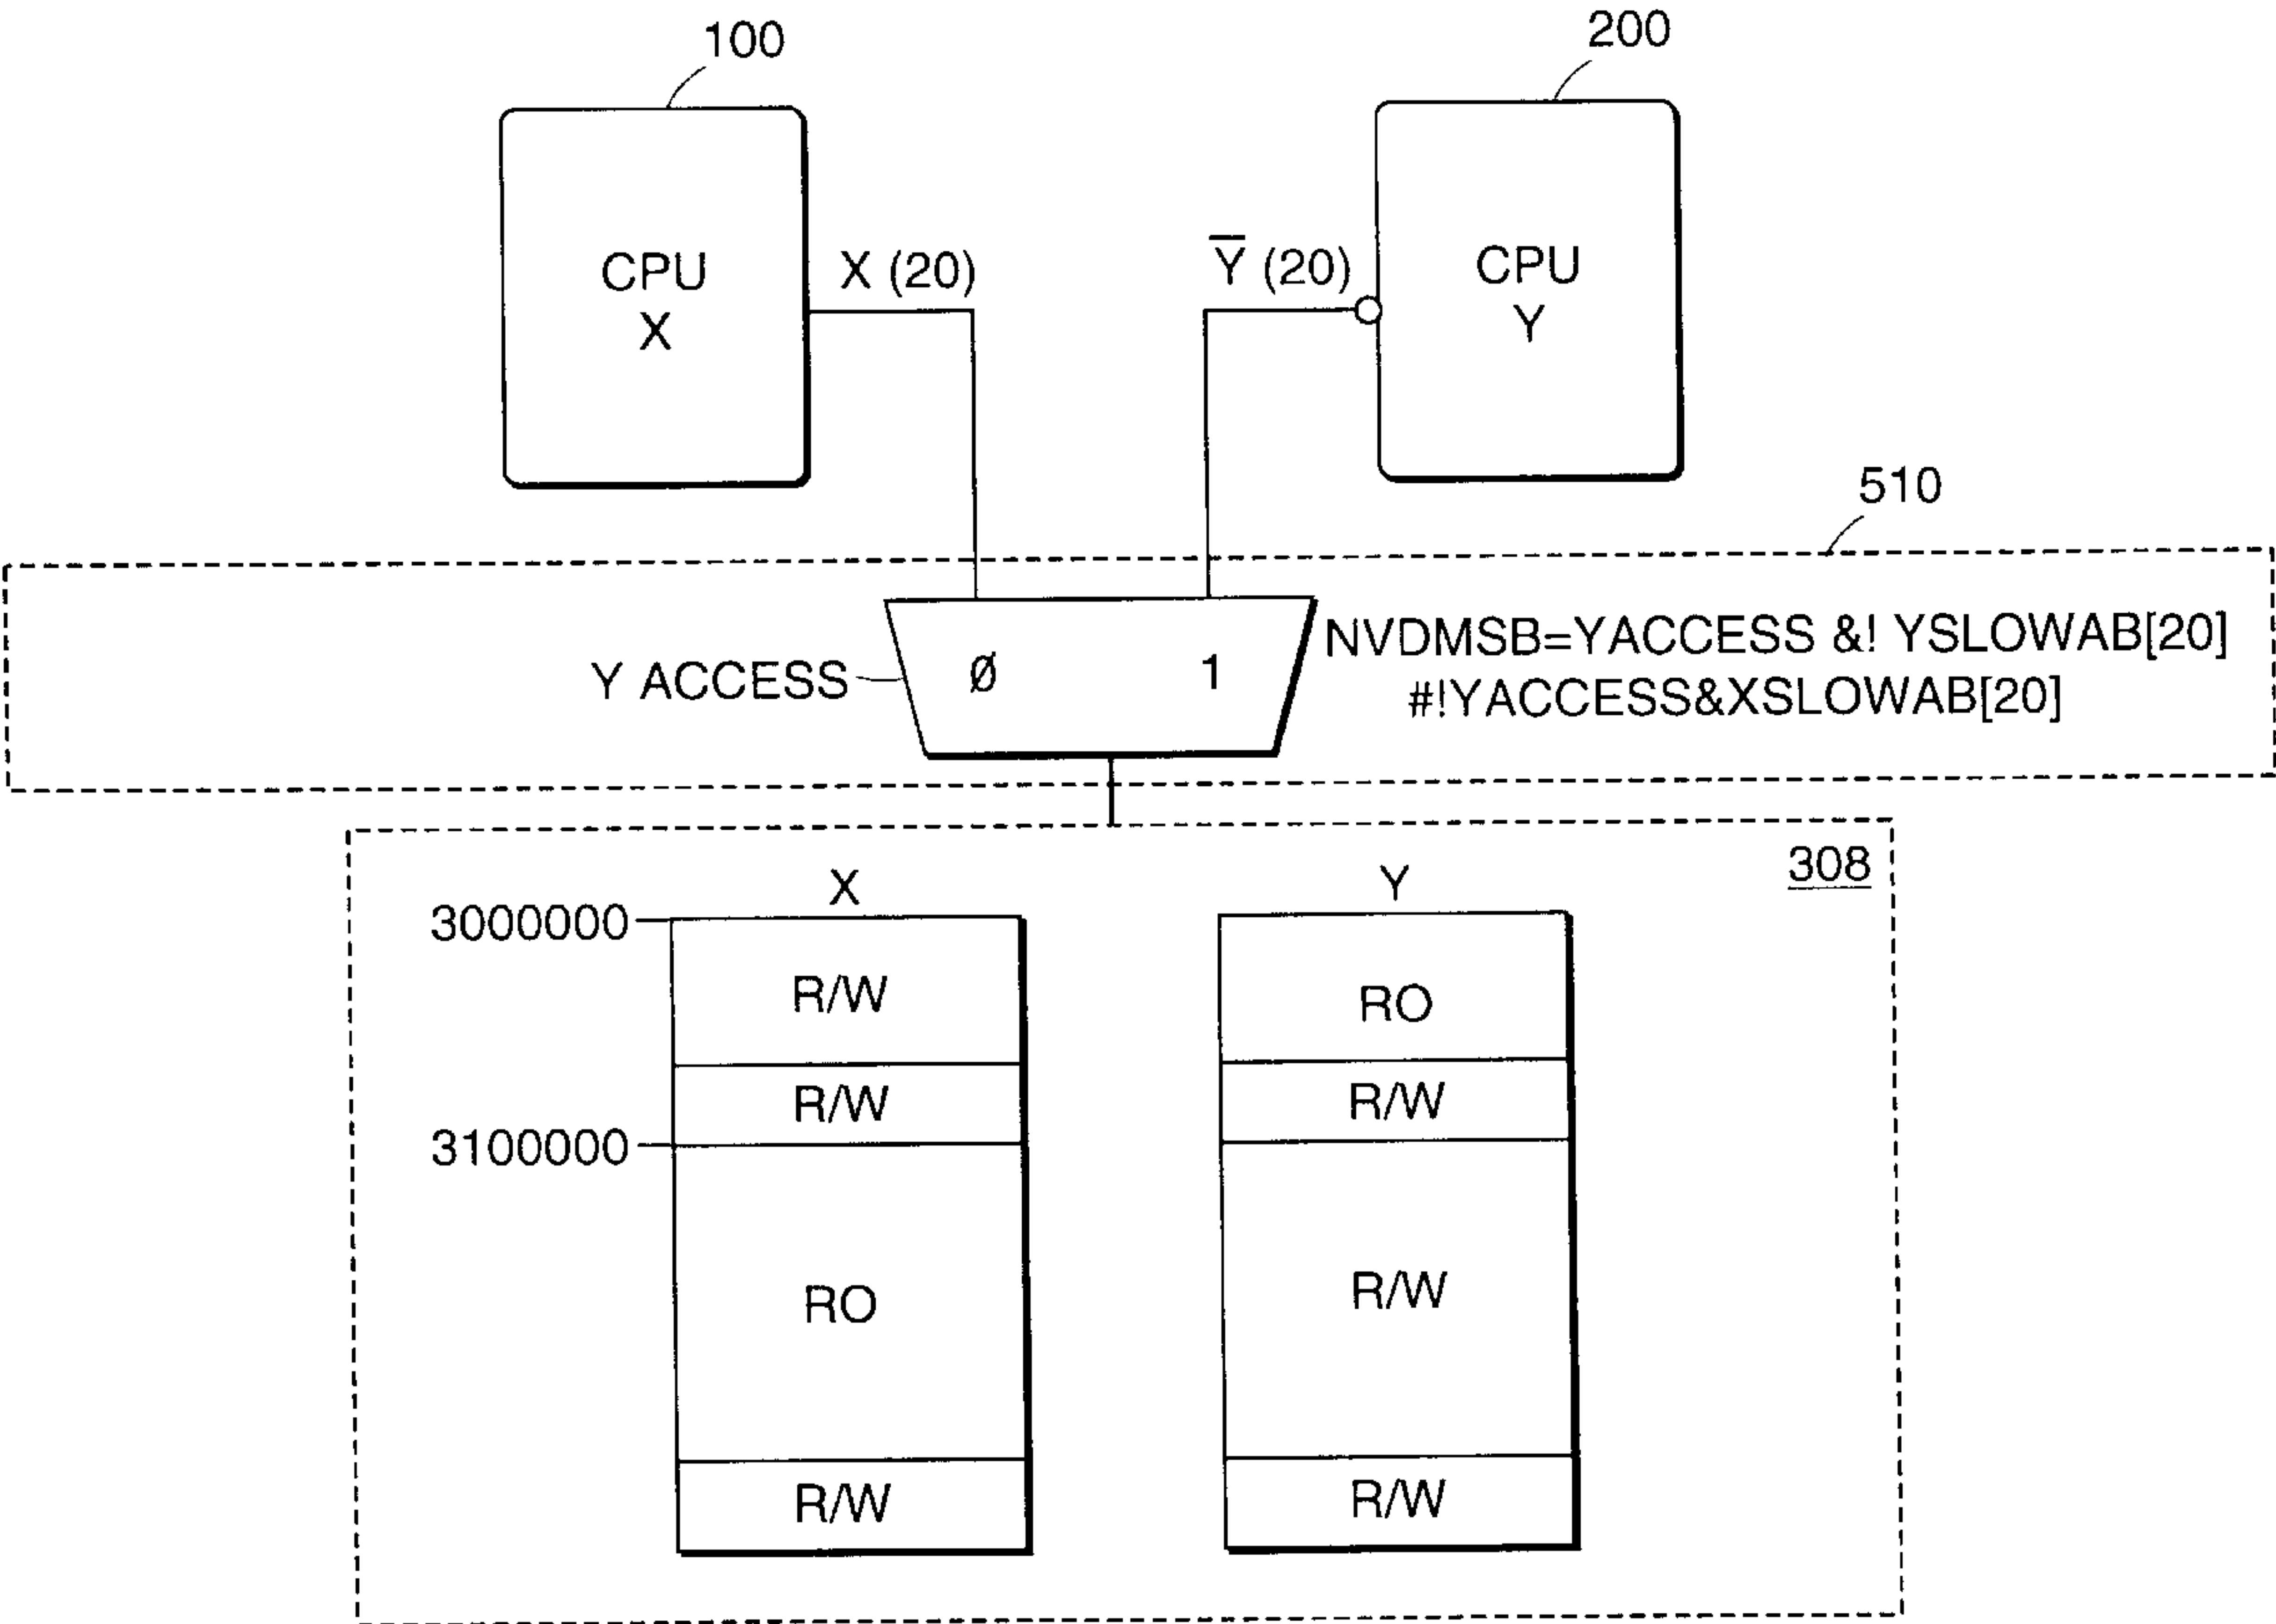 100
200
CPU
X
X (20)
Y̅ (20)
CPU
Y
510
Y ACCESS
Ø
1
NVDMSB=YACCESS &! YSLOWAB[20]
#!YACCESS&XSLOWAB[20]
308
X
Y
3000000
R/W
RO
R/W
R/W
3100000
RO
R/W
R/W
R/W